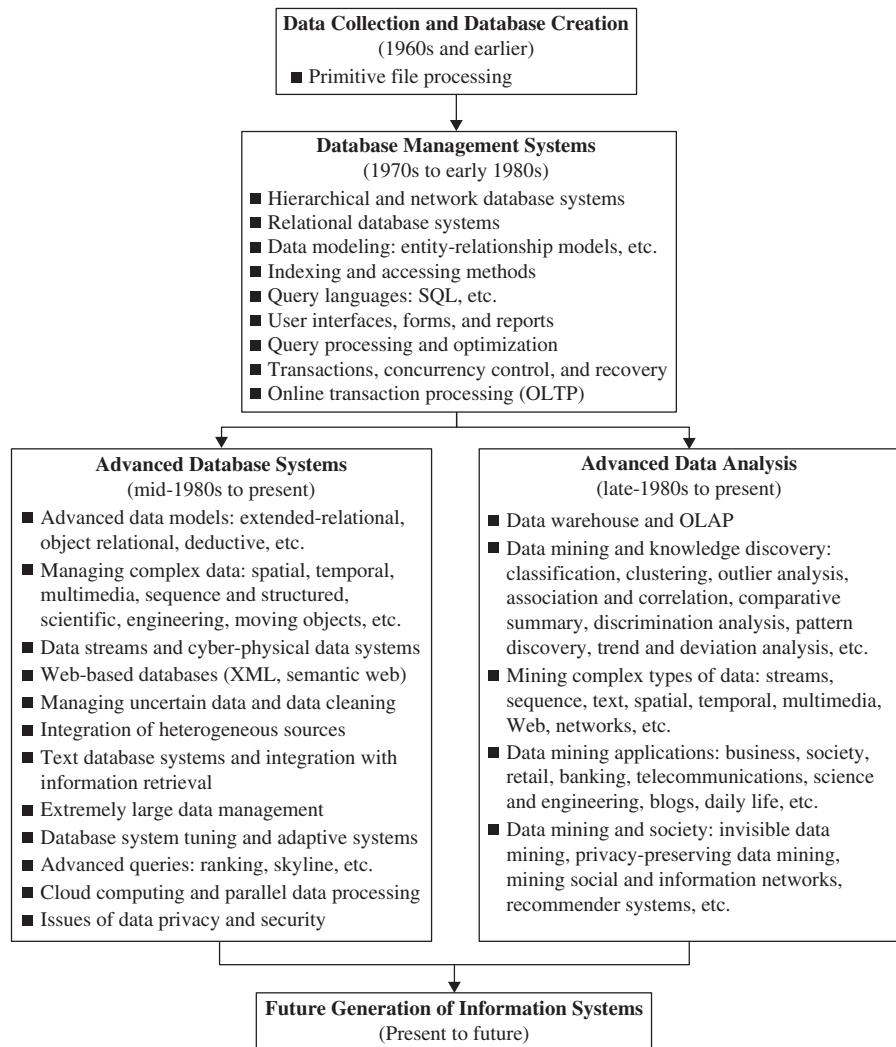 Data Collection and Database Creation
(1960s and earlier)
■ Primitive file processing
Database Management Systems
(1970s to early 1980s)
■ Hierarchical and network database systems
■ Relational database systems
■ Data modeling: entity-relationship models, etc.
■ Indexing and accessing methods
■ Query languages: SQL, etc.
■ User interfaces, forms, and reports
■ Query processing and optimization
■ Transactions, concurrency control, and recovery
■ Online transaction processing (OLTP)
Advanced Database Systems
(mid-1980s to present)
■ Advanced data models: extended-relational,
object relational, deductive, etc.
■ Managing complex data: spatial, temporal,
multimedia, sequence and structured,
scientific, engineering, moving objects, etc.
■ Data streams and cyber-physical data systems
■ Web-based databases (XML, semantic web)
■ Managing uncertain data and data cleaning
■ Integration of heterogeneous sources
■ Text database systems and integration with
information retrieval
■ Extremely large data management
■ Database system tuning and adaptive systems
■ Advanced queries: ranking, skyline, etc.
■ Cloud computing and parallel data processing
■ Issues of data privacy and security
Advanced Data Analysis
(late-1980s to present)
■ Data warehouse and OLAP
■ Data mining and knowledge discovery:
classification, clustering, outlier analysis,
association and correlation, comparative
summary, discrimination analysis, pattern
discovery, trend and deviation analysis, etc.
■ Mining complex types of data: streams,
sequence, text, spatial, temporal, multimedia,
Web, networks, etc.
■ Data mining applications: business, society,
retail, banking, telecommunications, science
and engineering, blogs, daily life, etc.
■ Data mining and society: invisible data
mining, privacy-preserving data mining,
mining social and information networks,
recommender systems, etc.
Future Generation of Information Systems
(Present to future)